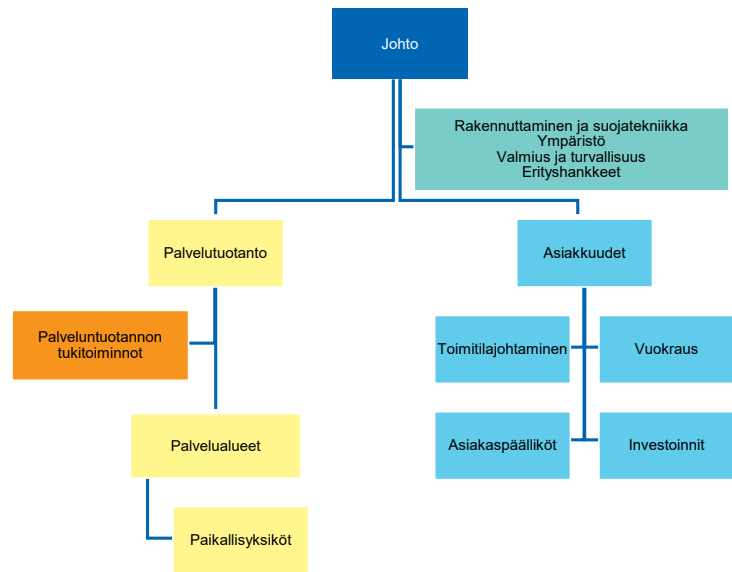 Johto
Rakennuttaminen ja suojatekniikka
Ympäristö
Valmius ja turvallisuus
Erityshankkeet
Palvelutuotanto
Asiakkuudet
Palveluntuotannon
tukitoiminnot
Toimitilajohtaminen
Vuokraus
Palvelualueet
Asiakaspäälliköt
Investoinnit
Paikallisyksiköt